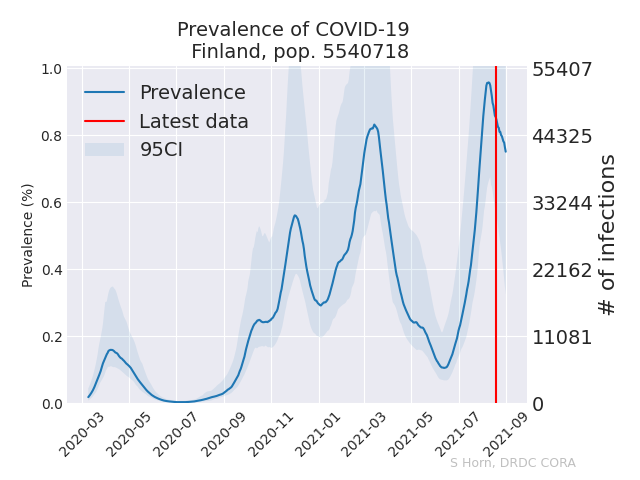 Prevalence of COVID-19
Finland, pop. 5540718
Prevalence
Latest data
95CI
Prevalence (%)
1.0
0.8
0.6
0.4
0.2
0.0
55407
44325
33244
22162
11081
0
# of infections
2020-03
2020-05
2020-07
2020-09
2020-11
2021-01
2021-03
2021-05
2021-07
2021-09
S Horn, DRDC CORA